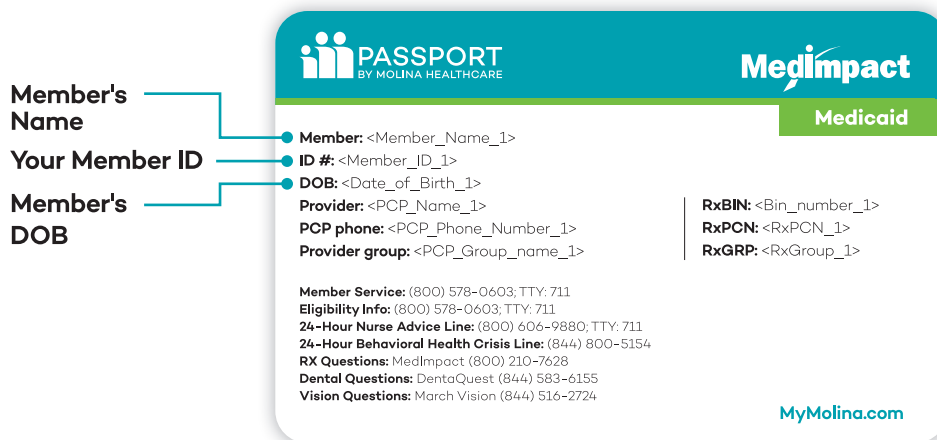 PASSPORT
BY MOLINA HEALTHCARE
Medimpact
Medicaid
Member's
Name
Your Member ID
Member's
DOB
Member: <Member_Name_1>
ID #: <Member_ID_1>
DOB: <Date_of_Birth_1>
Provider: <PCP_Name_1>
PCP phone: <PCP_Phone_Number_1>
Provider group: <PCP_Group_name_1>
RxBIN: <Bin_number_1>
RxPCN: <RxPCN_1>
RxGRP: <RxGroup_1>
Member Service: (800) 578-0603; TTY: 711
Eligibility Info: (800) 578-0603; TTY: 711
24-Hour Nurse Advice Line: (800) 606-9880; TTY: 711
24-Hour Behavioral Health Crisis Line: (844) 800-5154
RX Questions: MedImpact (800) 210-7628
Dental Questions: DentaQuest (844) 583-6155
Vision Questions: March Vision (844) 516-2724
MyMolina.com